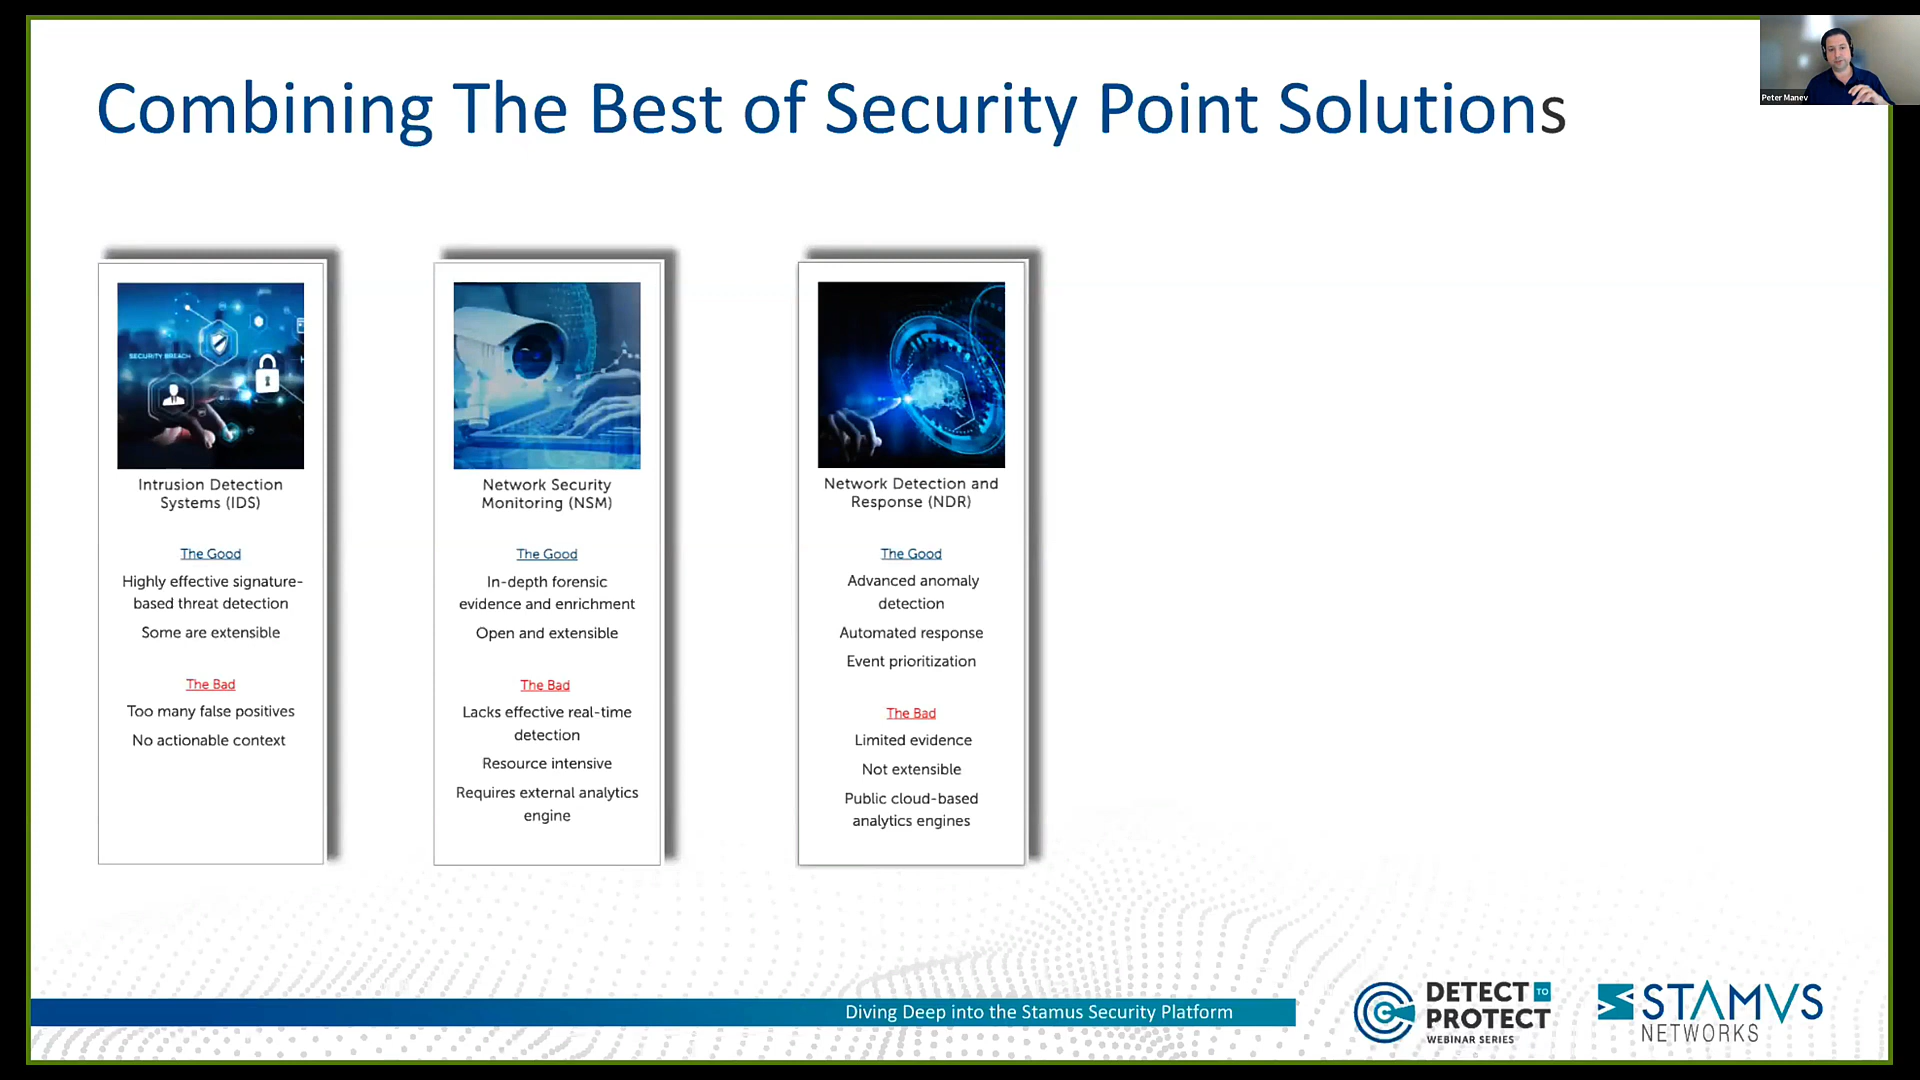 Combining The Best of Security Point Solutions
Peter Manev
SECURITY BREACH
Intrusion Detection
Systems (IDS)
The Good
Highly effective signature-
based threat detection
Some are extensible
The Bad
Too many false positives
No actionable context
Network Security
Monitoring (NSM)
The Good
In-depth forensic
evidence and enrichment
Open and extensible
The Bad
Lacks effective real-time
detection
Resource intensive
Requires external analytics
engine
Network Detection and
Response (NDR)
The Good
Advanced anomaly
detection
Automated response
Event prioritization
The Bad
Limited evidence
Not extensible
Public cloud-based
analytics engines
Diving Deep into the Stamus Security Platform
DETECT TO
PROTECT
WEBINAR SERIES
STAMVS
NETWORKS